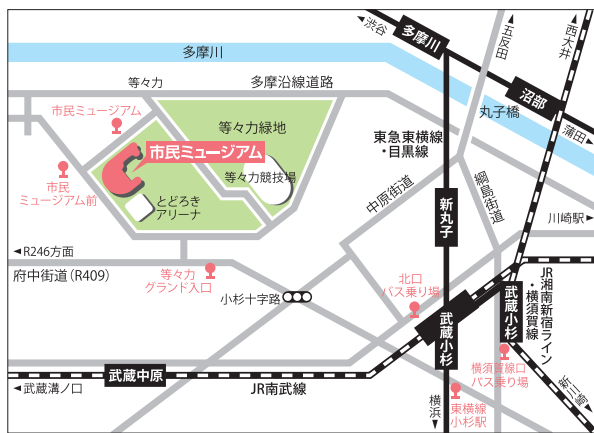 渋谷
多摩川
五反田
西大井
多摩川
沼部
丸子橋
蒲田
等々力
多摩沿線道路
市民ミュージアム
等々力緑地
市民ミュージアム
東急東横線
・目黒線
市民
ミュージアム前
等々力競技場
とどろき
アリーナ
中原街道
綱島街道
新丸子
川崎駅
R246方面
府中街道（R409）
等々力
グランド入口
小杉十字路
北口
バス乗り場
武蔵小杉
武蔵小杉
JR湘南新宿ライン
・横須賀線
横須賀線口
バス乗り場
新川崎
武蔵中原
武蔵溝ノ口
JR南武線
横浜
東横線
小杉駅